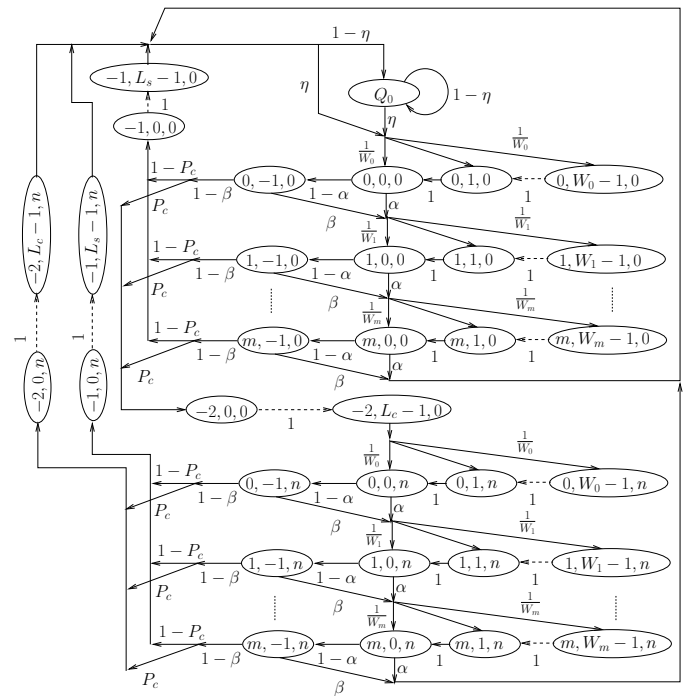 1 − η
−1, L_s − 1, 0
η
Q_0
1 − η
1
−1, 0, 0
η
1/W_0
1/W_0
1 − P_c
0, −1, 0
0, 0, 0
0, 1, 0
0, W_0 − 1, 0
1 − β
1 − α
1
1
P_c
α
β
1/W_1
1/W_1
−2, L_c − 1, n
−1, L_s − 1, n
1 − P_c
1, −1, 0
1, 0, 0
1, 1, 0
1, W_1 − 1, 0
1 − β
1 − α
1
1
P_c
α
β
1/W_m
1/W_m
1
1
1 − P_c
m, −1, 0
m, 0, 0
m, 1, 0
m, W_m − 1, 0
1 − β
1 − α
1
1
P_c
α
β
−2, 0, n
−1, 0, n
−2, 0, 0
1
−2, L_c − 1, 0
1/W_0
1/W_0
1 − P_c
0, −1, n
0, 0, n
0, 1, n
0, W_0 − 1, n
1 − β
1 − α
1
1
P_c
α
β
1/W_1
1/W_1
1 − P_c
1, −1, n
1, 0, n
1, 1, n
1, W_1 − 1, n
1 − β
1 − α
1
1
P_c
α
β
1/W_m
1/W_m
1 − P_c
m, −1, n
m, 0, n
m, 1, n
m, W_m − 1, n
1 − β
1 − α
1
1
P_c
α
β